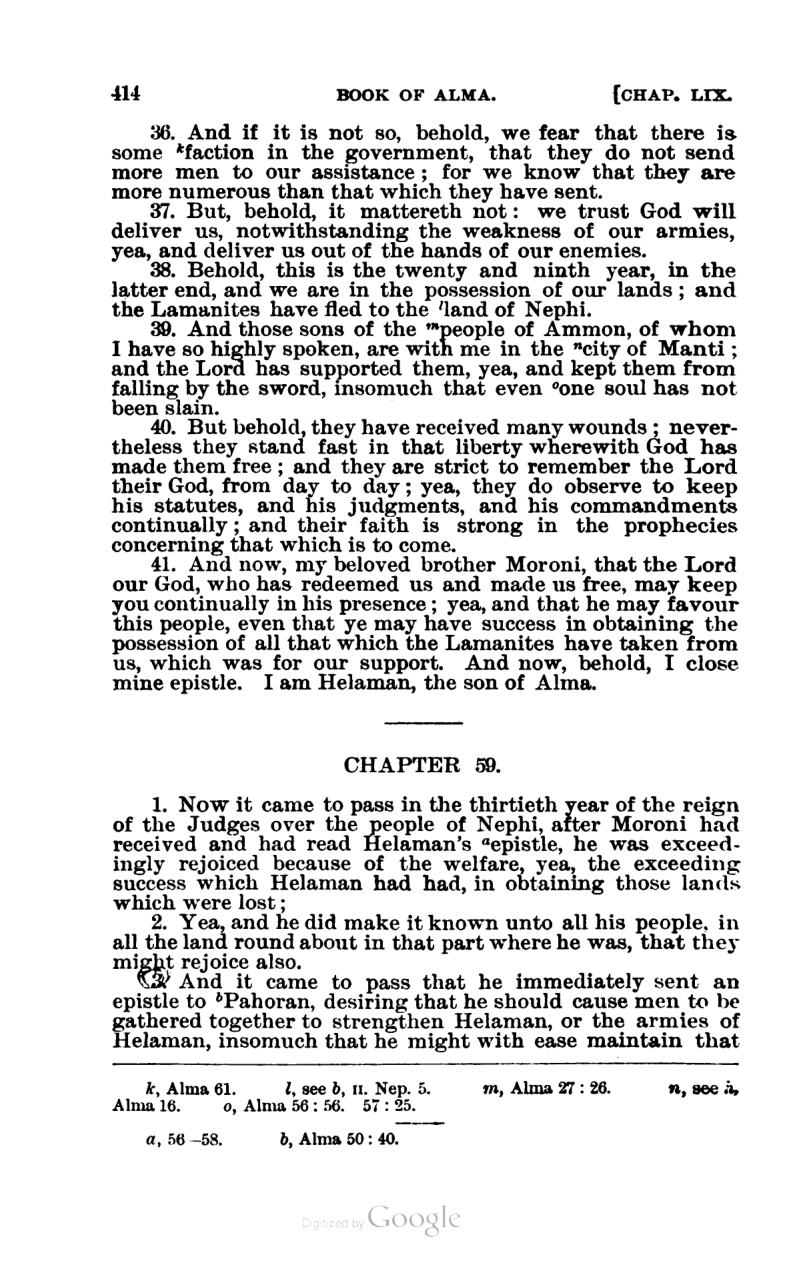 414 BOOK OF ALMA. [CHAP. LIX.
36. And if it is not so, behold, we fear that there is
some ᵏfaction in the government, that they do not send
more men to our assistance ; for we know that they are
more numerous than that which they have sent.
37. But, behold, it mattereth not : we trust God will
deliver us, notwithstanding the weakness of our armies,
yea, and deliver us out of the hands of our enemies.
38. Behold, this is the twenty and ninth year, in the
latter end, and we are in the possession of our lands ; and
the Lamanites have fled to the ˡland of Nephi.
39. And those sons of the ᵐpeople of Ammon, of whom
I have so highly spoken, are with me in the ⁿcity of Manti ;
and the Lord has supported them, yea, and kept them from
falling by the sword, insomuch that even ᵒone soul has not
been slain.
40. But behold, they have received many wounds ; never-
theless they stand fast in that liberty wherewith God has
made them free ; and they are strict to remember the Lord
their God, from day to day ; yea, they do observe to keep
his statutes, and his judgments, and his commandments
continually ; and their faith is strong in the prophecies
concerning that which is to come.
41. And now, my beloved brother Moroni, that the Lord
our God, who has redeemed us and made us free, may keep
you continually in his presence ; yea, and that he may favour
this people, even that ye may have success in obtaining the
possession of all that which the Lamanites have taken from
us, which was for our support. And now, behold, I close
mine epistle. I am Helaman, the son of Alma.
CHAPTER 59.
1. Now it came to pass in the thirtieth year of the reign
of the Judges over the people of Nephi, after Moroni had
received and had read Helaman's ᵃepistle, he was exceed-
ingly rejoiced because of the welfare, yea, the exceeding
success which Helaman had had, in obtaining those lands
which were lost ;
2. Yea, and he did make it known unto all his people, in
all the land round about in that part where he was, that they
might rejoice also.
3. And it came to pass that he immediately sent an
epistle to ᵇPahoran, desiring that he should cause men to be
gathered together to strengthen Helaman, or the armies of
Helaman, insomuch that he might with ease maintain that
k, Alma 61. l, see b, II. Nep. 5. m, Alma 27 : 26. n, see
Alma 16. o, Alma 56 : 56. 57 : 25.
a, 56–58. b, Alma 50 : 40.
Digitized by Google